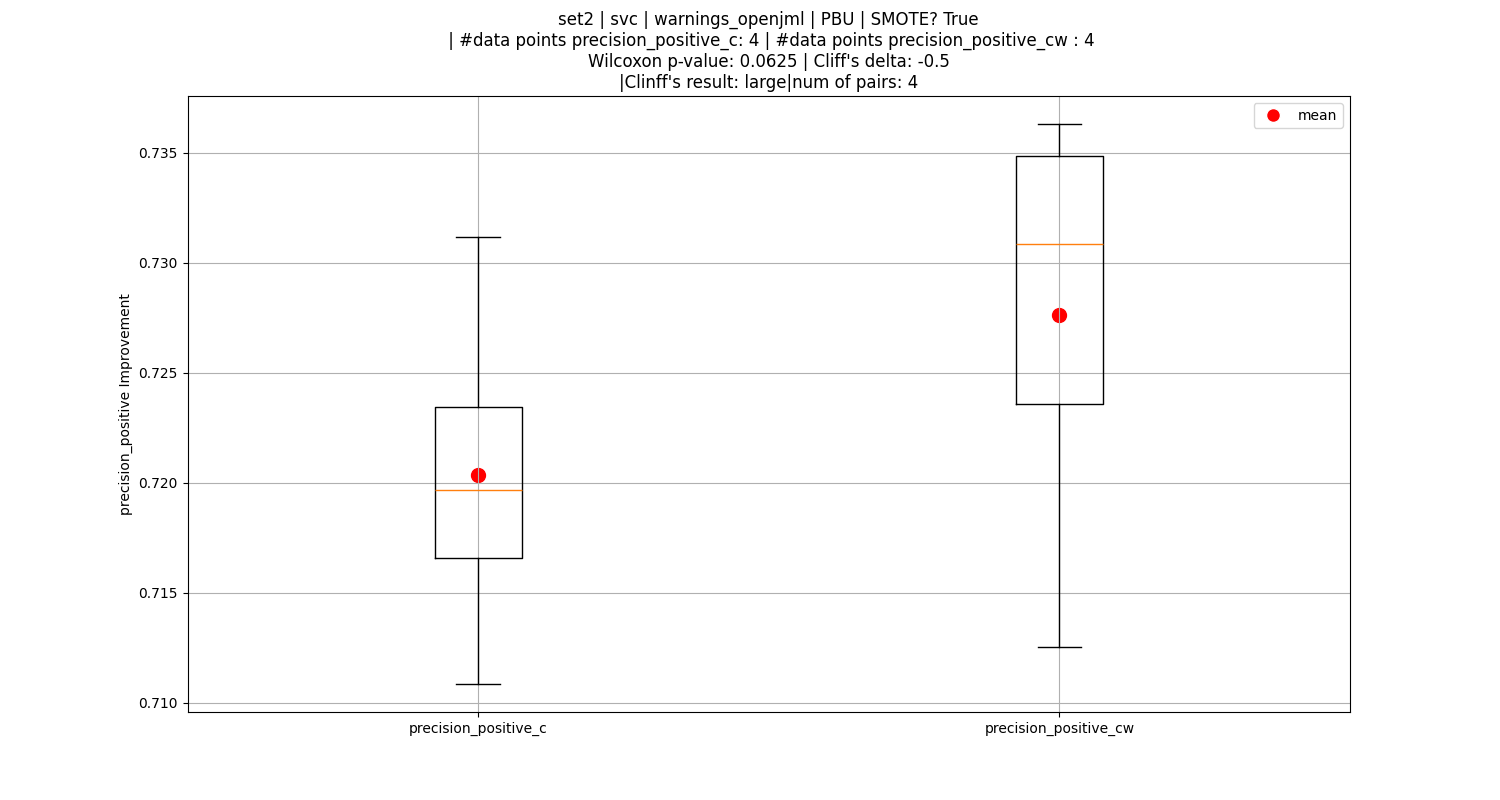 set2 | svc | warnings_openjml | PBU | SMOTE? True
| #data points precision_positive_c: 4 | #data points precision_positive_cw : 4
Wilcoxon p-value: 0.0625 | Cliff's delta: -0.5
|Clinff's result: large|num of pairs: 4
mean
0.735
0.730
0.725
0.720
0.715
0.710
precision_positive Improvement
precision_positive_c
precision_positive_cw